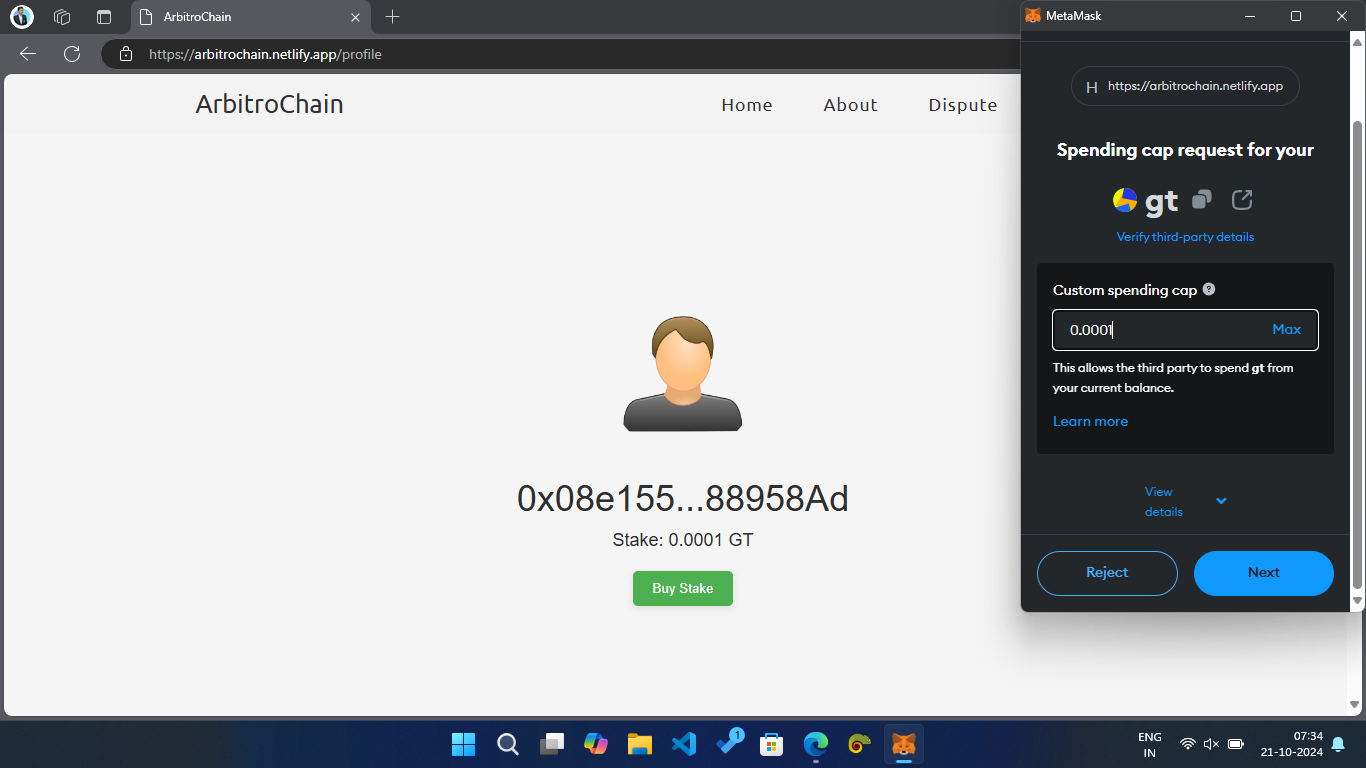 ArbitroChain
https://arbitrochain.netlify.app/profile
ArbitroChain
Home
About
Dispute
0x08e155...88958Ad
Stake: 0.0001 GT
Buy Stake
MetaMask
H
https://arbitrochain.netlify.app
Spending cap request for your
gt
Verify third-party details
Custom spending cap
?
0.0001
Max
This allows the third party to spend gt from
your current balance.
Learn more
View
details
Reject
Next
1
ENG
IN
07:34
21-10-2024